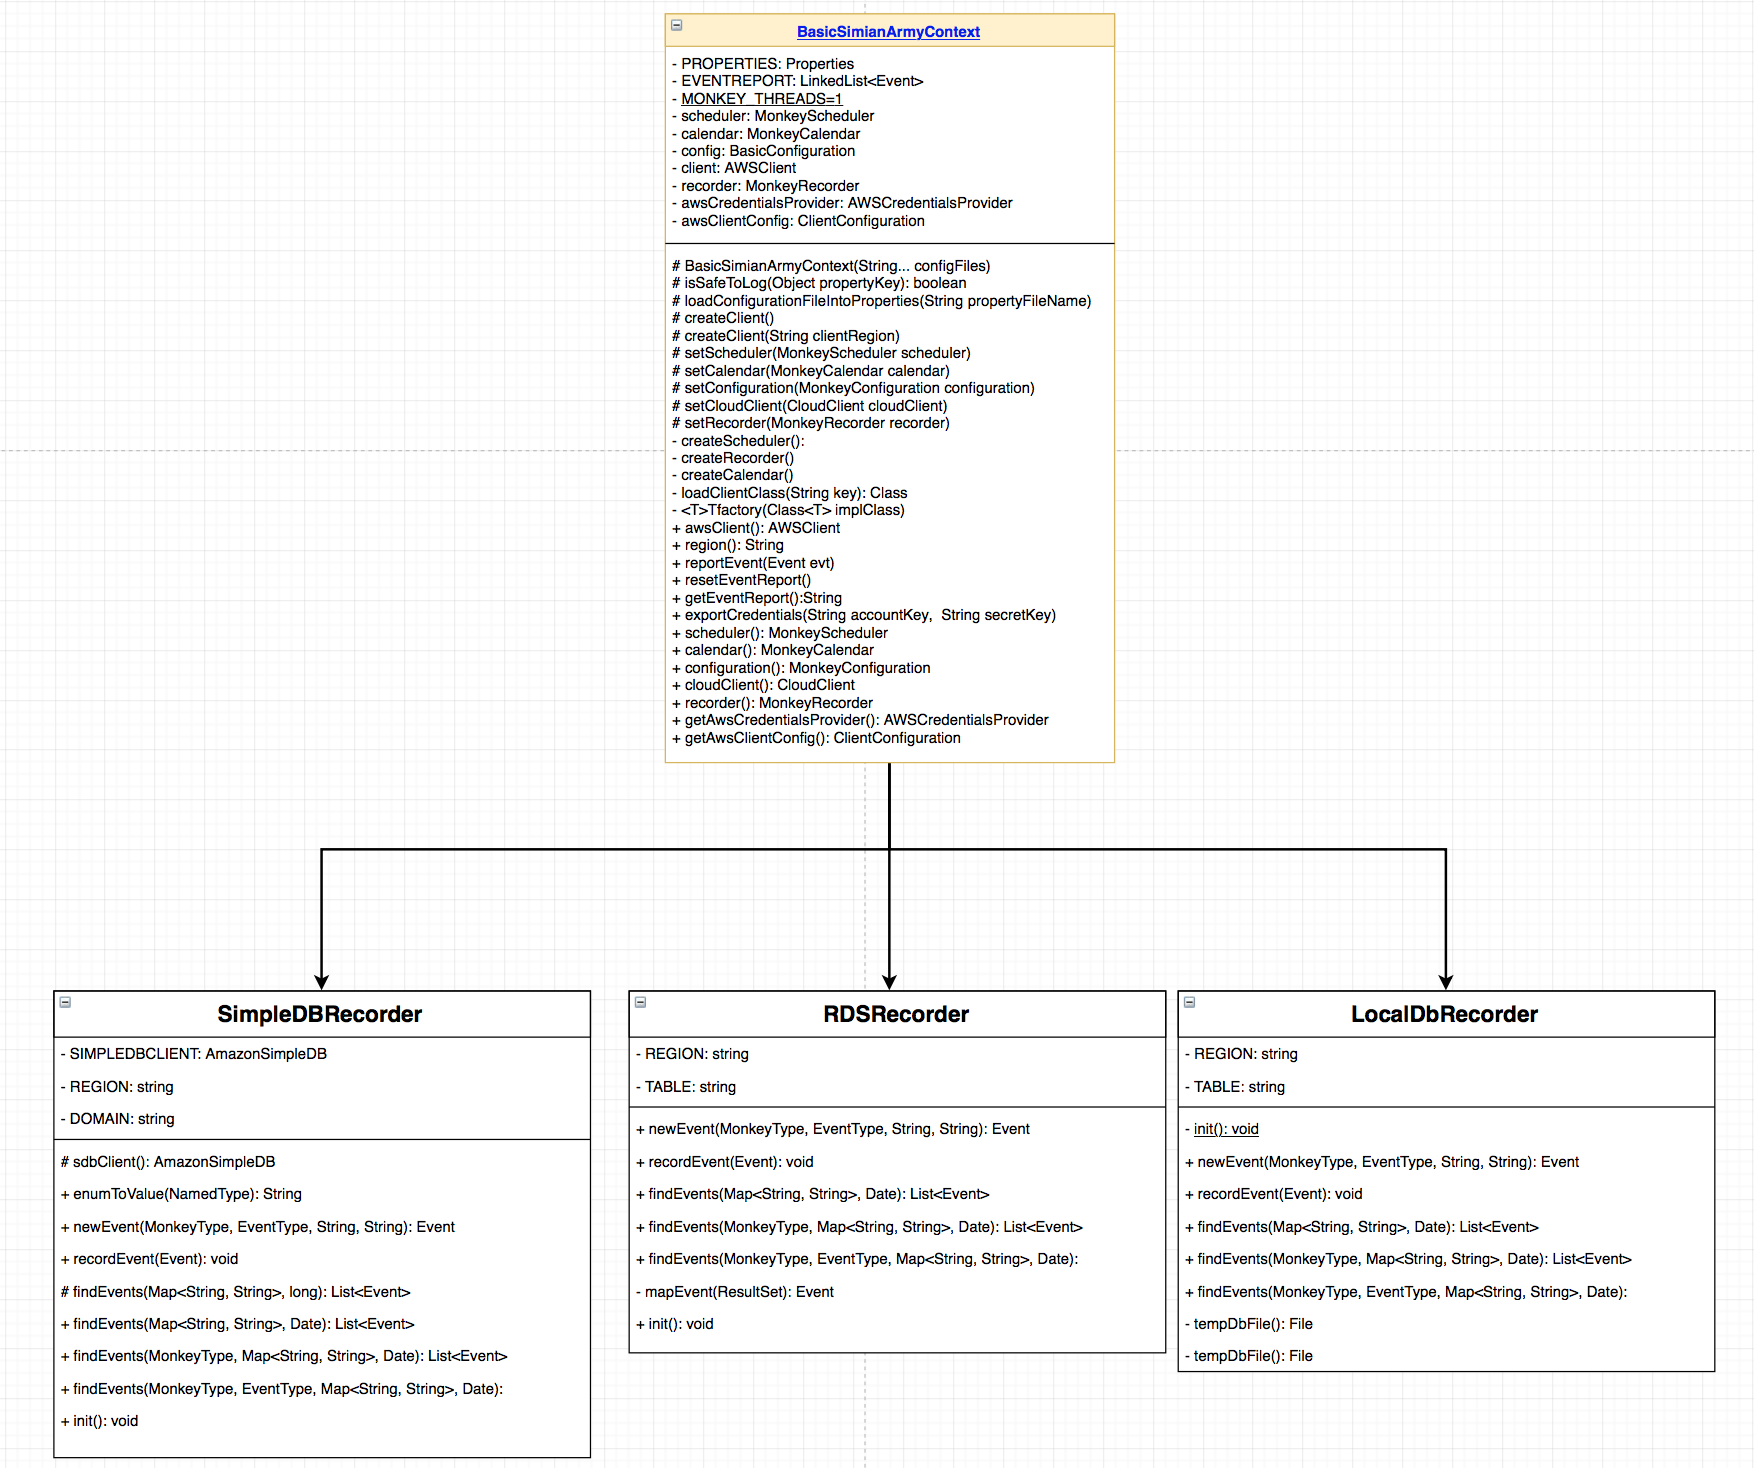 BasicSimianArmyContext
- PROPERTIES: Properties
- EVENTREPORT: LinkedList<Event>
- MONKEY_THREADS=1
- scheduler: MonkeyScheduler
- calendar: MonkeyCalendar
- config: BasicConfiguration
- client: AWSClient
- recorder: MonkeyRecorder
- awsCredentialsProvider: AWSCredentialsProvider
- awsClientConfig: ClientConfiguration
# BasicSimianArmyContext(String... configFiles)
# isSafeToLog(Object propertyKey): boolean
# loadConfigurationFileIntoProperties(String propertyFileName)
# createClient()
# createClient(String clientRegion)
# setScheduler(MonkeyScheduler scheduler)
# setCalendar(MonkeyCalendar calendar)
# setConfiguration(MonkeyConfiguration configuration)
# setCloudClient(CloudClient cloudClient)
# setRecorder(MonkeyRecorder recorder)
- createScheduler():
- createRecorder()
- createCalendar()
- loadClientClass(String key): Class
- <T>Tfactory(Class<T> implClass)
+ awsClient(): AWSClient
+ region(): String
+ reportEvent(Event evt)
+ resetEventReport()
+ getEventReport():String
+ exportCredentials(String accountKey,  String secretKey)
+ scheduler(): MonkeyScheduler
+ calendar(): MonkeyCalendar
+ configuration(): MonkeyConfiguration
+ cloudClient(): CloudClient
+ recorder(): MonkeyRecorder
+ getAwsCredentialsProvider(): AWSCredentialsProvider
+ getAwsClientConfig(): ClientConfiguration
SimpleDBRecorder
- SIMPLEDBCLIENT: AmazonSimpleDB
- REGION: string
- DOMAIN: string
# sdbClient(): AmazonSimpleDB
+ enumToValue(NamedType): String
+ newEvent(MonkeyType, EventType, String, String): Event
+ recordEvent(Event): void
# findEvents(Map<String, String>, long): List<Event>
+ findEvents(Map<String, String>, Date): List<Event>
+ findEvents(MonkeyType, Map<String, String>, Date): List<Event>
+ findEvents(MonkeyType, EventType, Map<String, String>, Date):
+ init(): void
RDSRecorder
- REGION: string
- TABLE: string
+ newEvent(MonkeyType, EventType, String, String): Event
+ recordEvent(Event): void
+ findEvents(Map<String, String>, Date): List<Event>
+ findEvents(MonkeyType, Map<String, String>, Date): List<Event>
+ findEvents(MonkeyType, EventType, Map<String, String>, Date):
- mapEvent(ResultSet): Event
+ init(): void
LocalDbRecorder
- REGION: string
- TABLE: string
- init(): void
+ newEvent(MonkeyType, EventType, String, String): Event
+ recordEvent(Event): void
+ findEvents(Map<String, String>, Date): List<Event>
+ findEvents(MonkeyType, Map<String, String>, Date): List<Event>
+ findEvents(MonkeyType, EventType, Map<String, String>, Date):
- tempDbFile(): File
- tempDbFile(): File